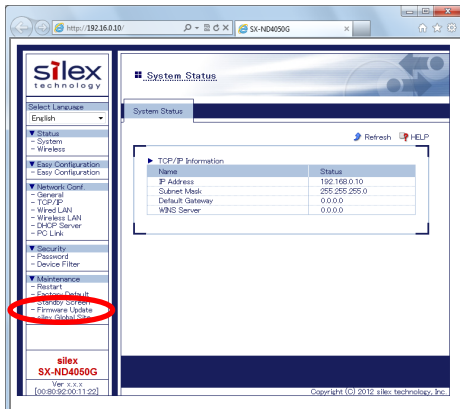 http://192.16.0.10/
SX-ND4050G
silex
technology
System Status
Select Language
English
System Status
▼ Status
- System
- Wireless
Refresh
HELP
▼ Easy Configuration
- Easy Configuration
▶ TCP/IP Information
Name Status
IP Address 192.168.0.10
Subnet Mask 255.255.255.0
Default Gateway 0.0.0.0
WINS Server 0.0.0.0
▼ Network Conf.
- General
- TCP/IP
- Wired LAN
- Wireless LAN
- DHCP Server
- PC Link
▼ Security
- Password
- Device Filter
▼ Maintenance
- Restart
- Factory Default
- Standby Screen
- Firmware Update
- silex Global Site
silex
SX-ND4050G
Ver x.x.x
[00:80:92:00:11:22]
Copyright (C) 2012 silex technology, Inc.